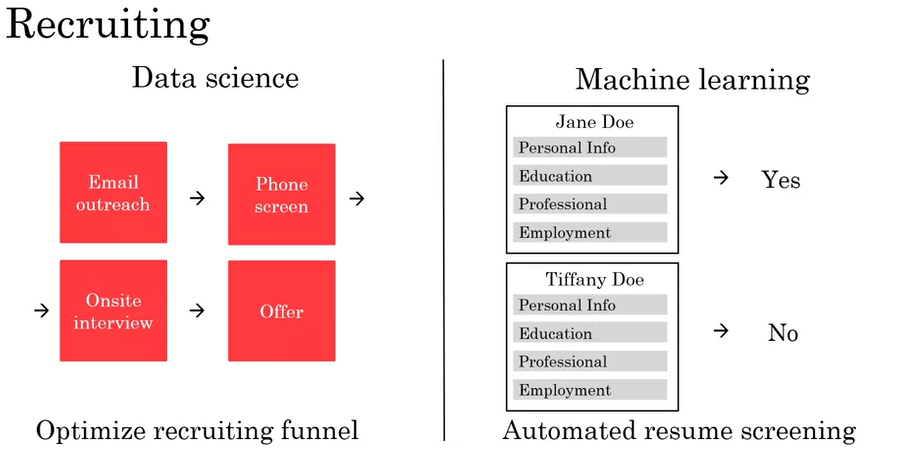 Recruiting
Data science
Email
outreach
→
Phone
screen
→
→
Onsite
interview
→
Offer
Optimize recruiting funnel
Machine learning
Jane Doe
Personal Info
Education
Professional
Employment
→ Yes
Tiffany Doe
Personal Info
Education
Professional
Employment
→ No
Automated resume screening